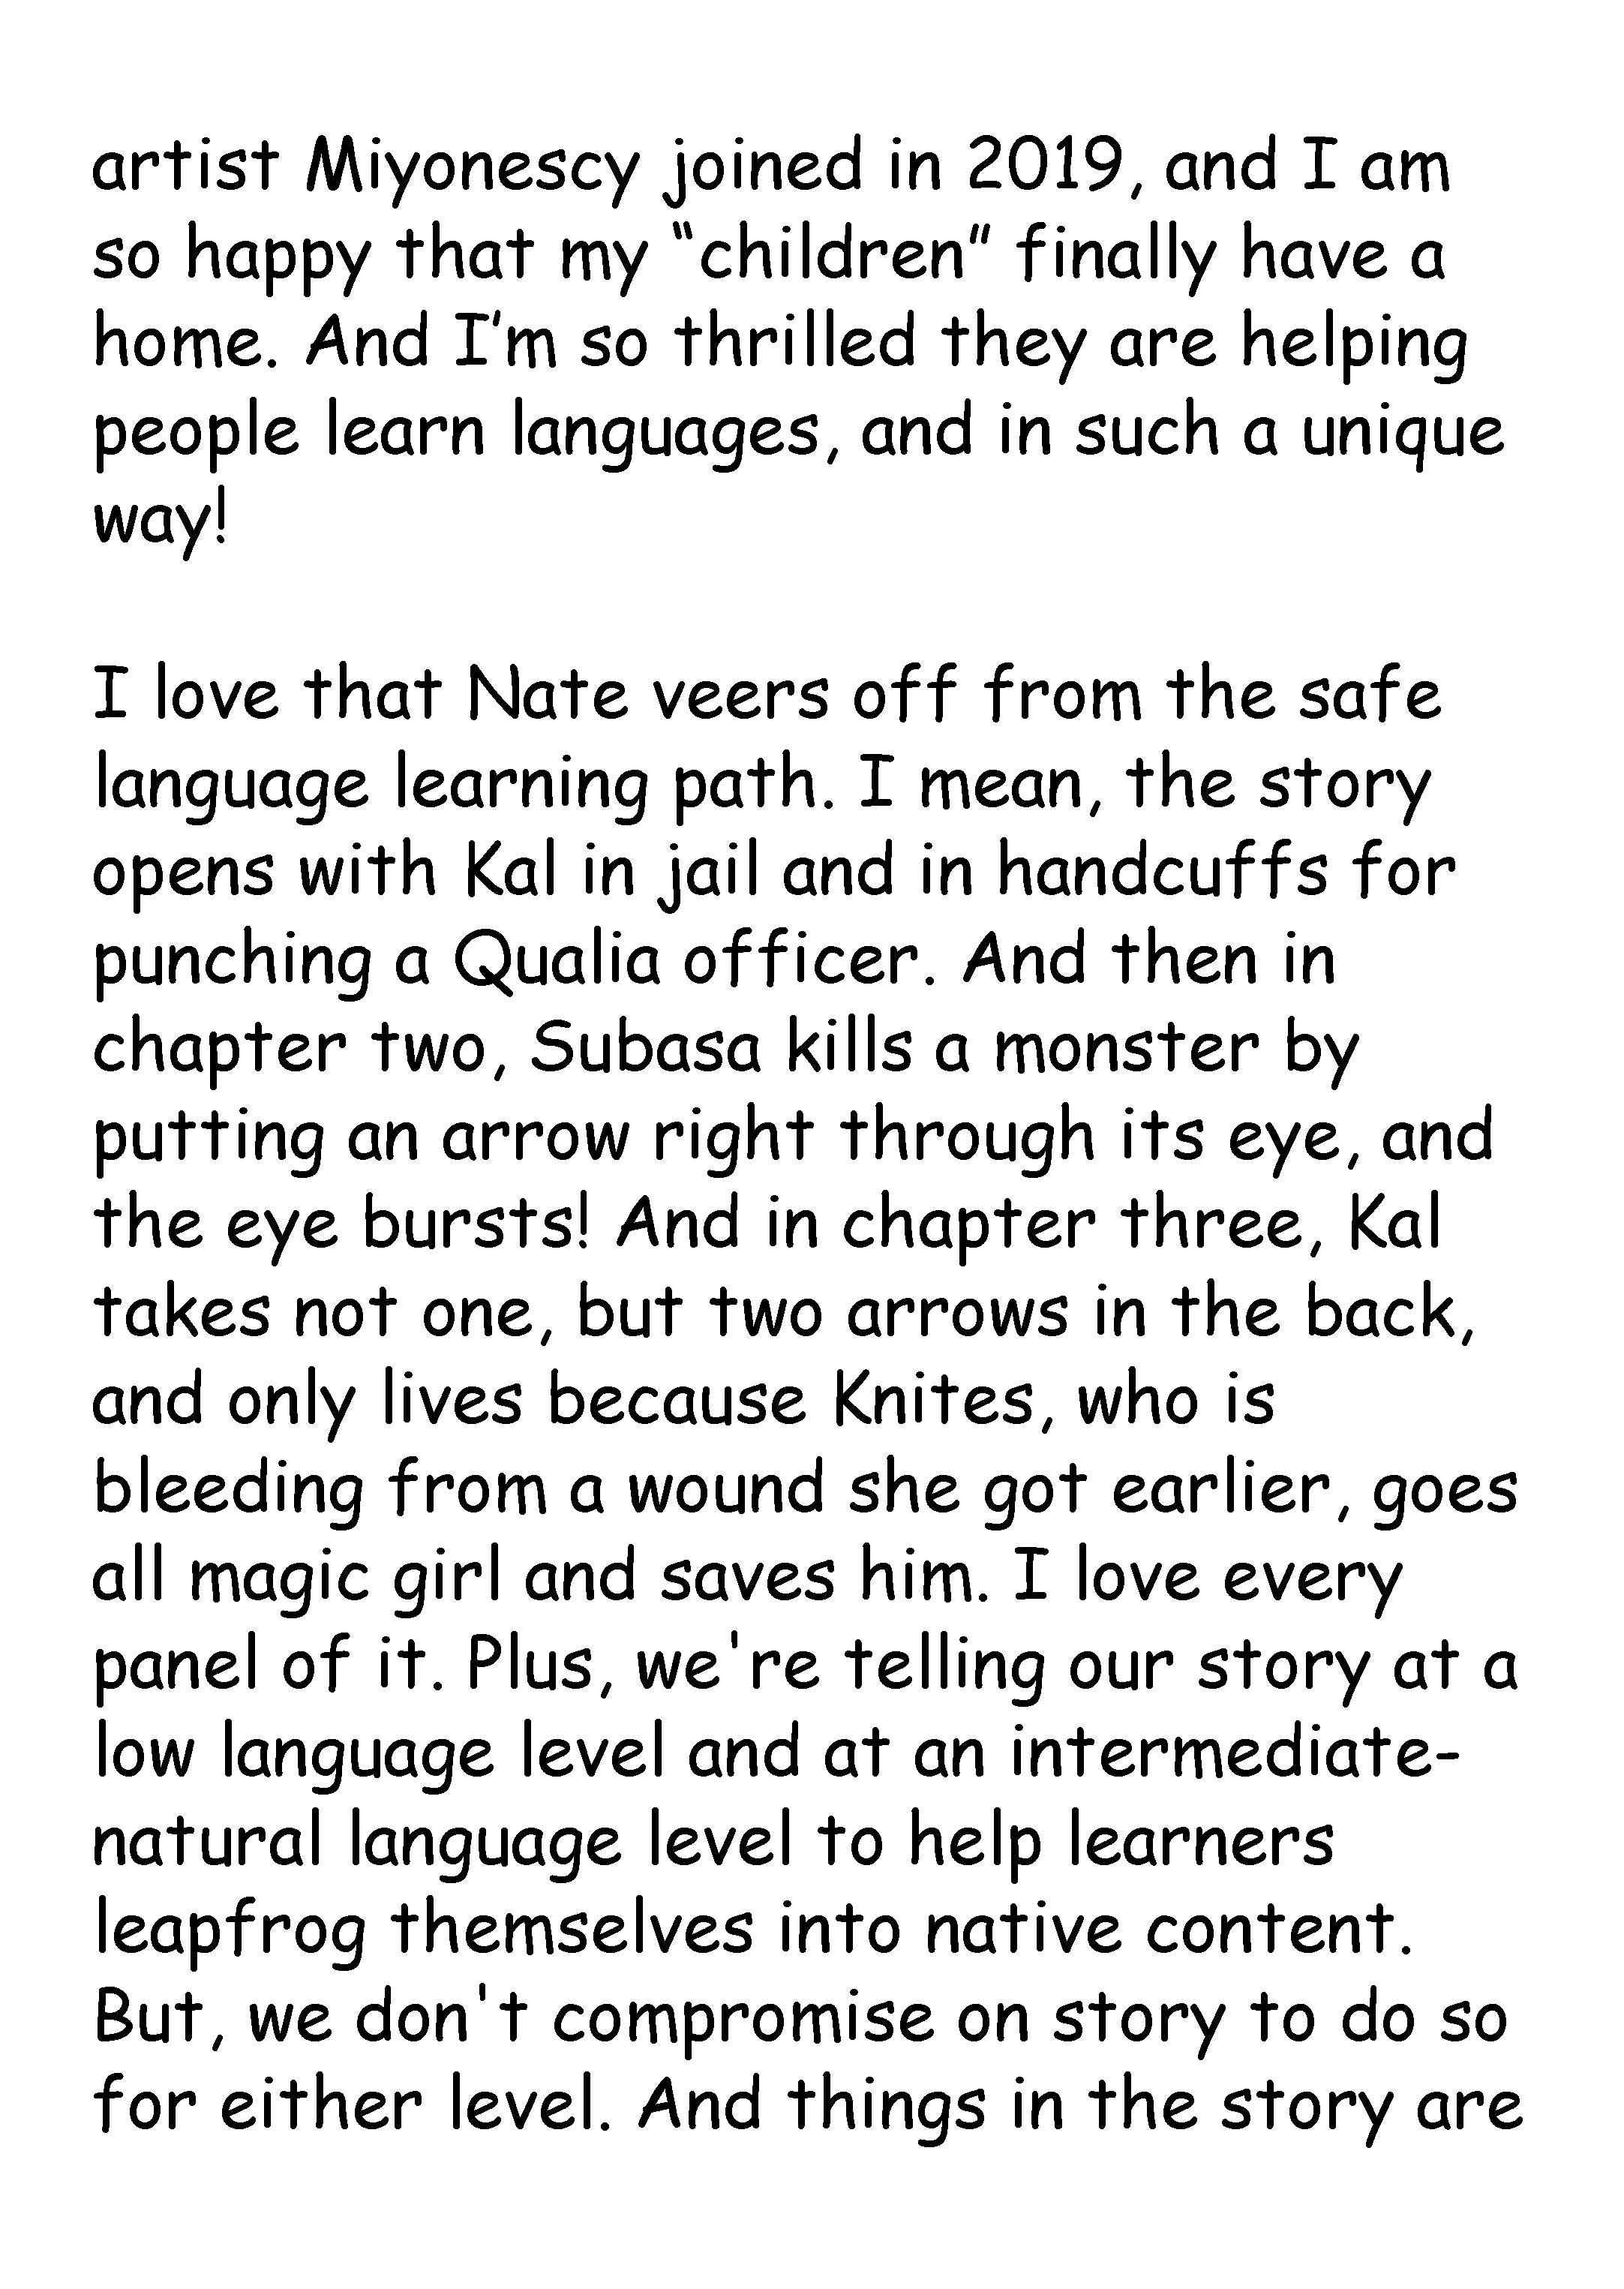 artist Miyonescy joined in 2019, and I am
so happy that my “children” finally have a
home. And I’m so thrilled they are helping
people learn languages, and in such a unique
way!
I love that Nate veers off from the safe
language learning path. I mean, the story
opens with Kal in jail and in handcuffs for
punching a Qualia officer. And then in
chapter two, Subasa kills a monster by
putting an arrow right through its eye, and
the eye bursts! And in chapter three, Kal
takes not one, but two arrows in the back,
and only lives because Knites, who is
bleeding from a wound she got earlier, goes
all magic girl and saves him. I love every
panel of it. Plus, we're telling our story at a
low language level and at an intermediate-
natural language level to help learners
leapfrog themselves into native content.
But, we don't compromise on story to do so
for either level. And things in the story are